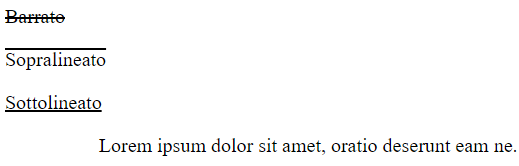 Barrato
Sopralineato
Sottolineato
Lorem ipsum dolor sit amet, oratio deserunt eam ne.